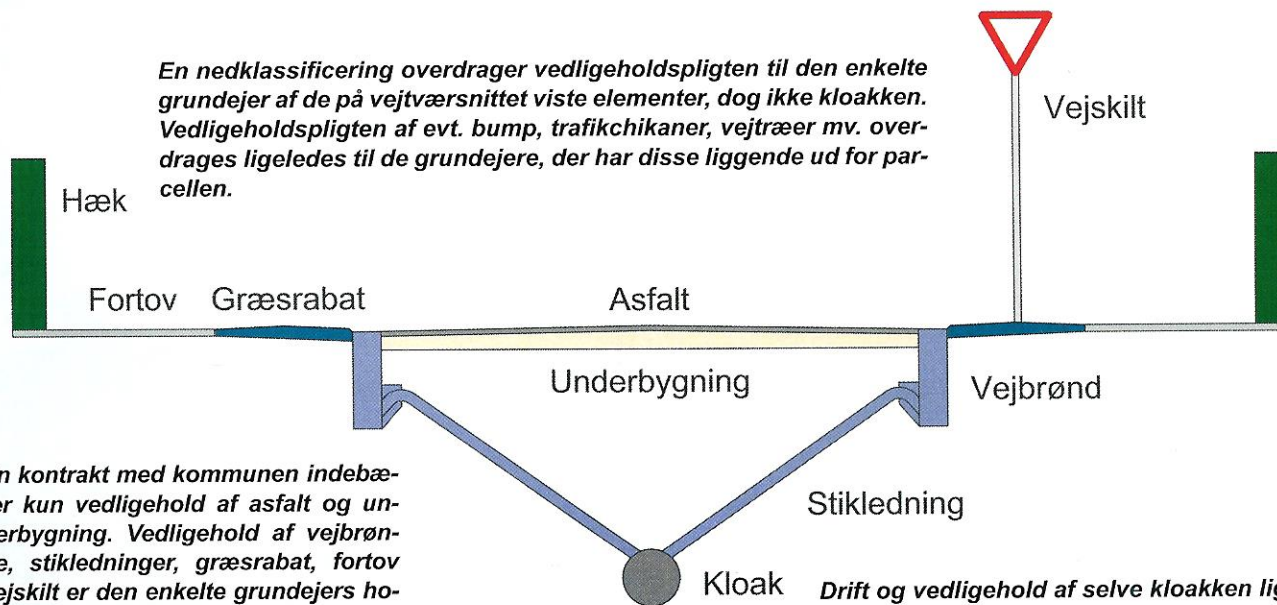 En nedklassificering overdrager vedligeholdspligten til den enkelte
grundejer af de på vejtværsnittet viste elementer, dog ikke kloakken.
Vedligeholdspligten af evt. bump, trafikchikaner, vejtræer mv. over-
drages ligeledes til de grundejere, der har disse liggende ud for par-
cellen.
Vejskilt
Hæk
Fortov Græsrabat Asfalt
Underbygning Vejbrønd
n kontrakt med kommunen indebæ-
er kun vedligehold af asfalt og un-
erbygning. Vedligehold af vejbrøn-
e, stikledninger, græsrabat, fortov
ejskilt er den enkelte grundejers ho-
Stikledning
Kloak
Drift og vedligehold af selve kloakken lig